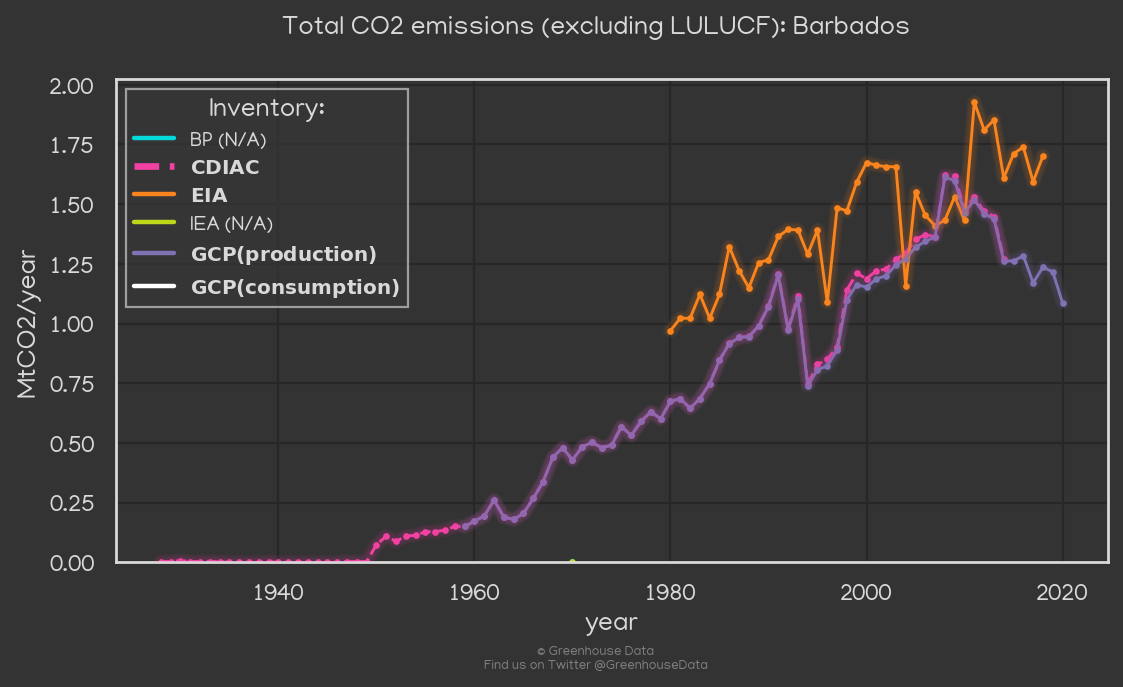 Total CO2 emissions (excluding LULUCF): Barbados
Inventory:
BP (N/A)
CDIAC
EIA
IEA (N/A)
GCP(production)
GCP(consumption)
MtCO2/year
2.00
1.75
1.50
1.25
1.00
0.75
0.50
0.25
0.00
1940 1960 1980 2000 2020
year
© Greenhouse Data
Find us on Twitter @GreenhouseData